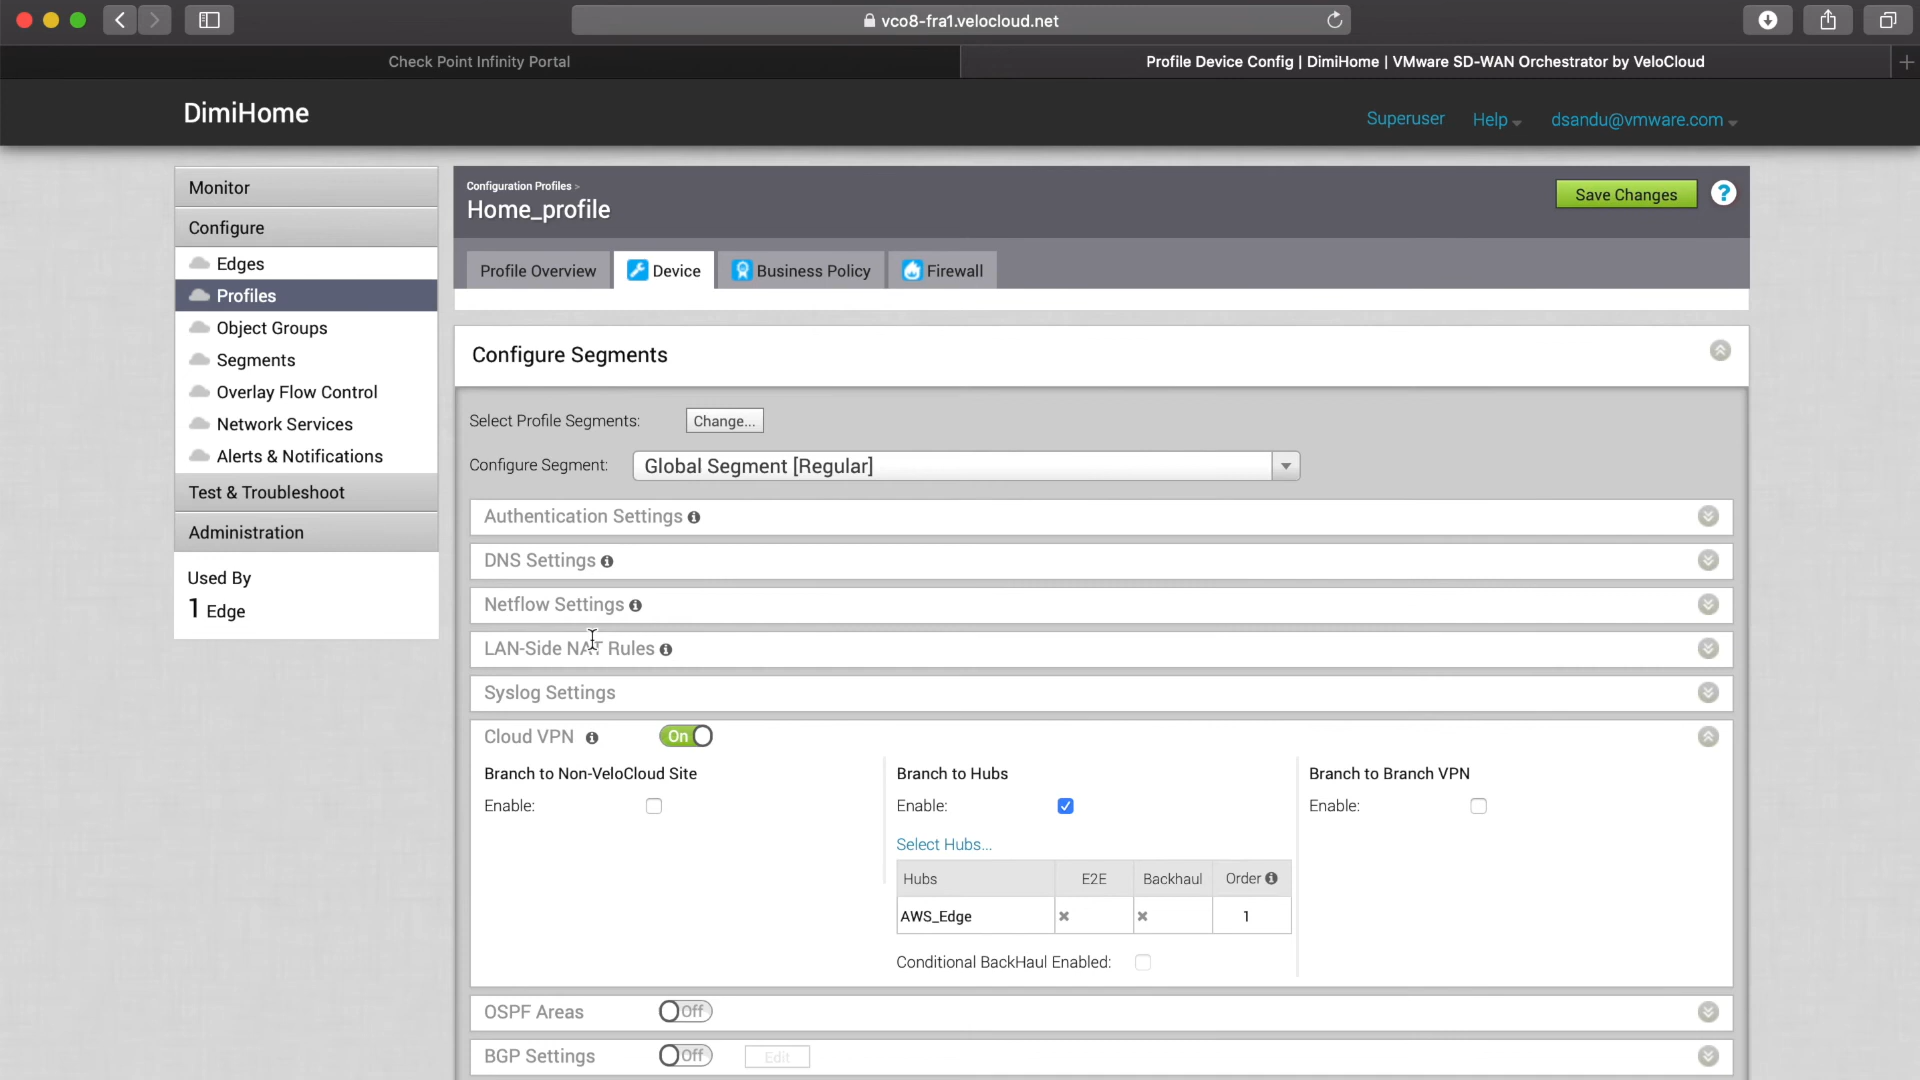 vco8-fra1.velocloud.net
Check Point Infinity Portal
Profile Device Config | DimiHome | VMware SD-WAN Orchestrator by VeloCloud
DimiHome
Superuser
Help
dsandu@vmware.com
Monitor
Configure
Edges
Profiles
Object Groups
Segments
Overlay Flow Control
Network Services
Alerts & Notifications
Test & Troubleshoot
Administration
Used By
1 Edge
Configuration Profiles >
Home_profile
Save Changes
?
Profile Overview
Device
Business Policy
Firewall
Configure Segments
Select Profile Segments:
Change...
Configure Segment:
Global Segment [Regular]
Authentication Settings
DNS Settings
Netflow Settings
LAN-Side NAT Rules
Syslog Settings
Cloud VPN
On
Branch to Non-VeloCloud Site
Enable:
Branch to Hubs
Enable:
Select Hubs...
Hubs E2E Backhaul Order
AWS_Edge 1
Conditional BackHaul Enabled:
Branch to Branch VPN
Enable:
OSPF Areas
Off
BGP Settings
Off
Edit